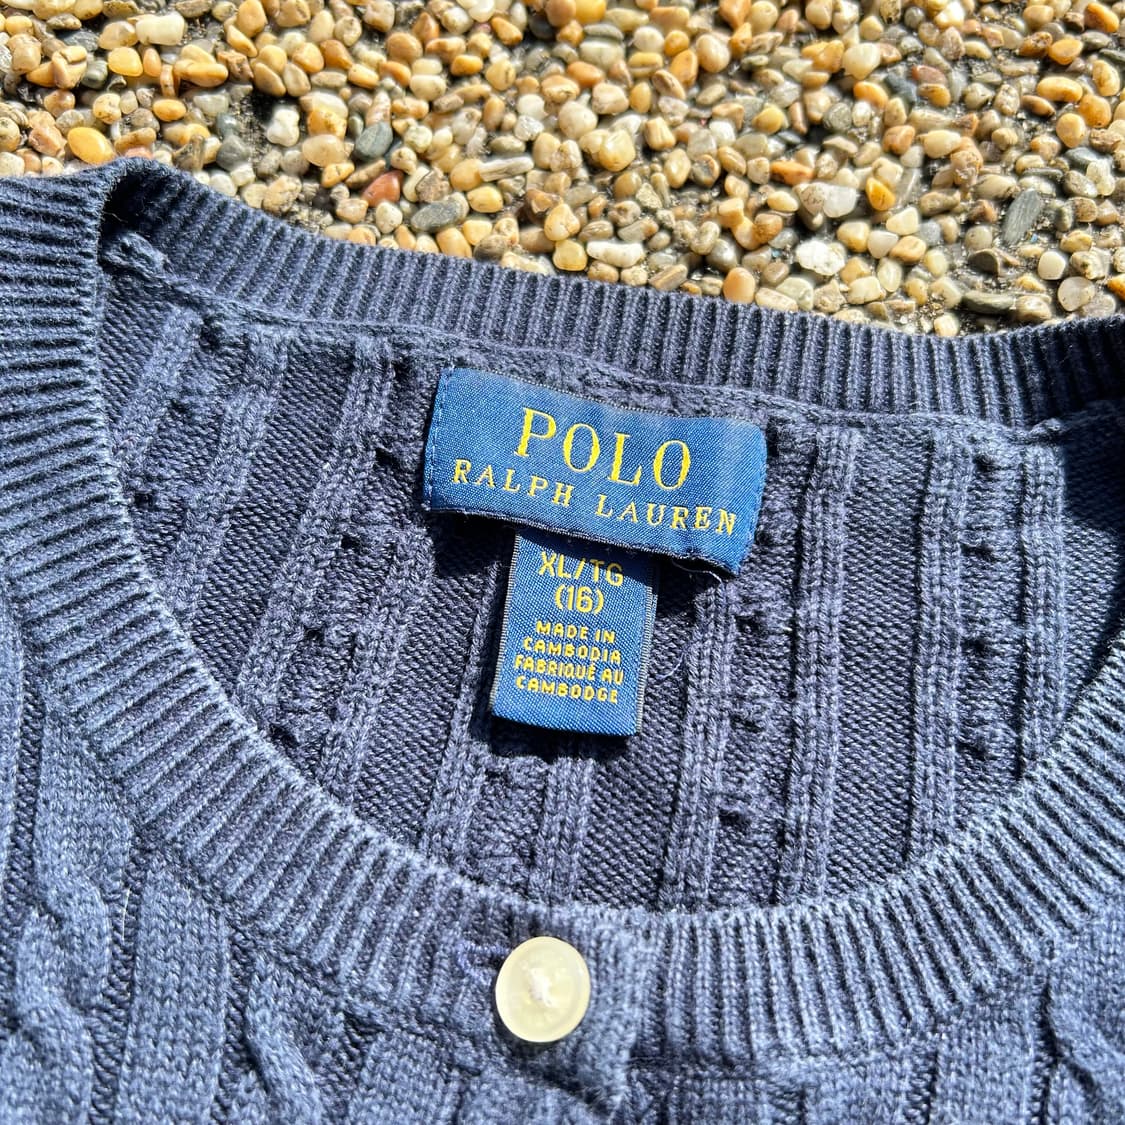 POLO
RALPH LAUREN
XL/TG
(16)
MADE IN
CAMBODIA
FABRIQUÉ AU
CAMBODGE